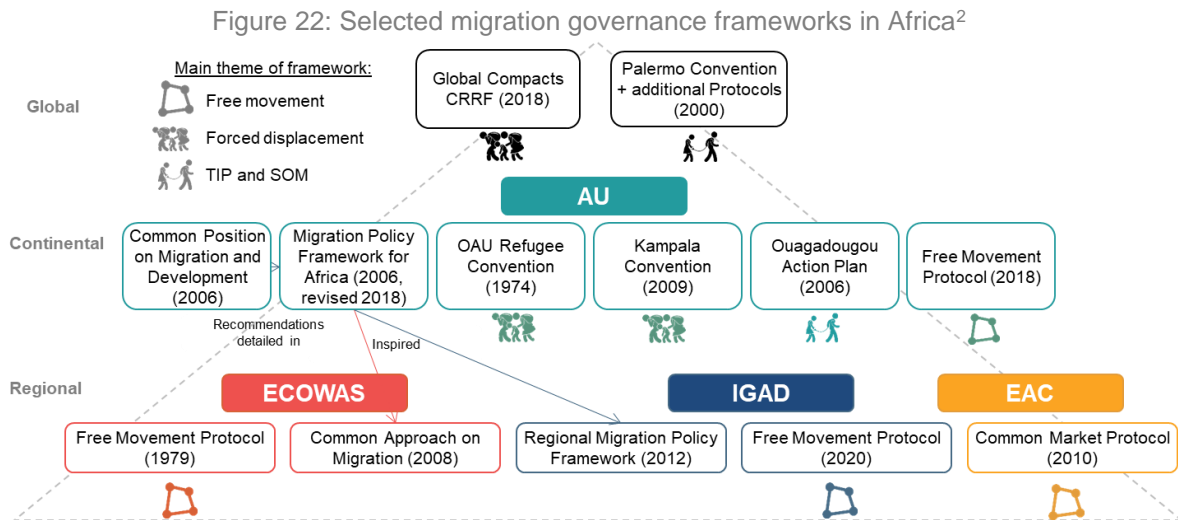 Figure 22: Selected migration governance frameworks in Africa2
Main theme of framework:
Free movement
Forced displacement
TIP and SOM
Global
Global Compacts
CRRF (2018)
Palermo Convention
+ additional Protocols
(2000)
AU
Continental
Common Position
on Migration and
Development
(2006)
Migration Policy
Framework for
Africa (2006,
revised 2018)
OAU Refugee
Convention
(1974)
Kampala
Convention
(2009)
Ouagadougou
Action Plan
(2006)
Free Movement
Protocol (2018)
Recommendations
detailed in
Inspired
Regional
ECOWAS
IGAD
EAC
Free Movement Protocol
(1979)
Common Approach on
Migration (2008)
Regional Migration Policy
Framework (2012)
Free Movement Protocol
(2020)
Common Market Protocol
(2010)